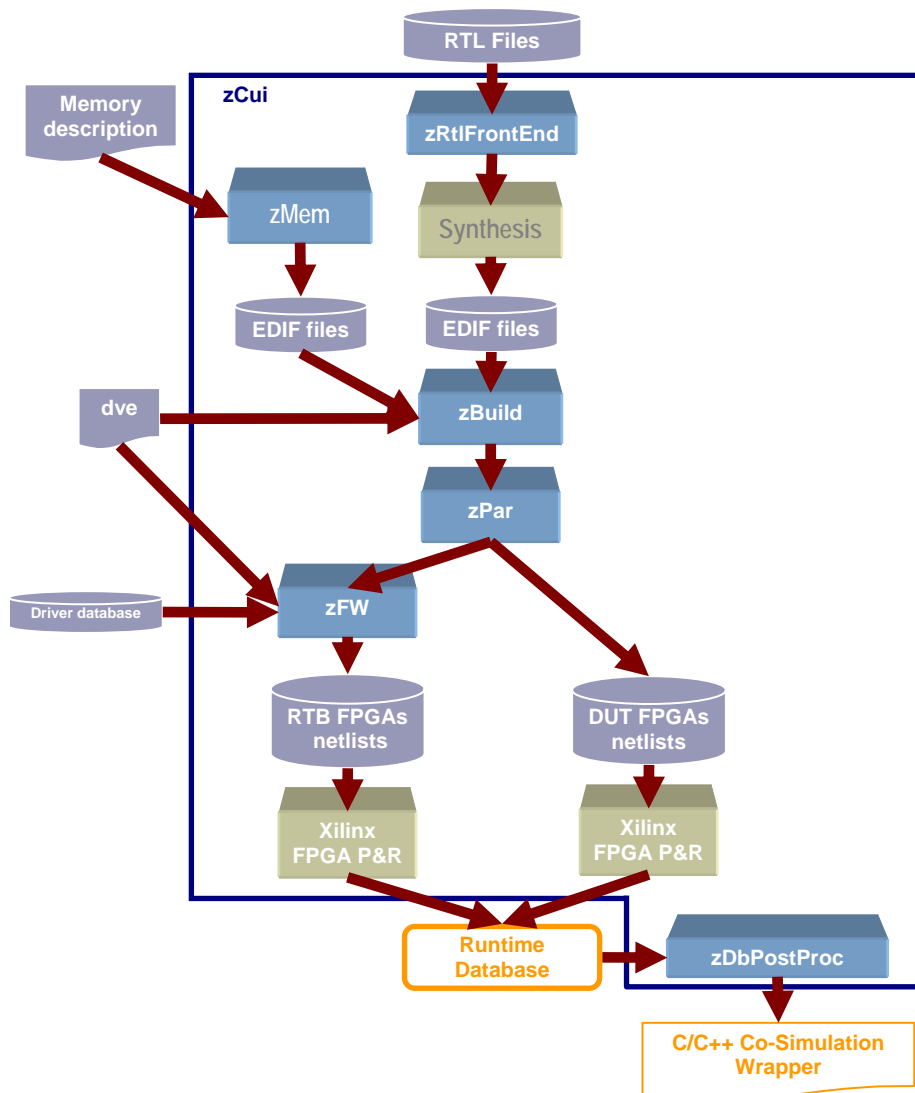 RTL Files
zCui
Memory
description
zRtlFrontEnd
zMem
Synthesis
EDIF files
EDIF files
dve
zBuild
zPar
Driver database
zFW
RTB FPGAs
netlists
DUT FPGAs
netlists
Xilinx
FPGA P&R
Xilinx
FPGA P&R
Runtime
Database
zDbPostProc
C/C++ Co-Simulation
Wrapper